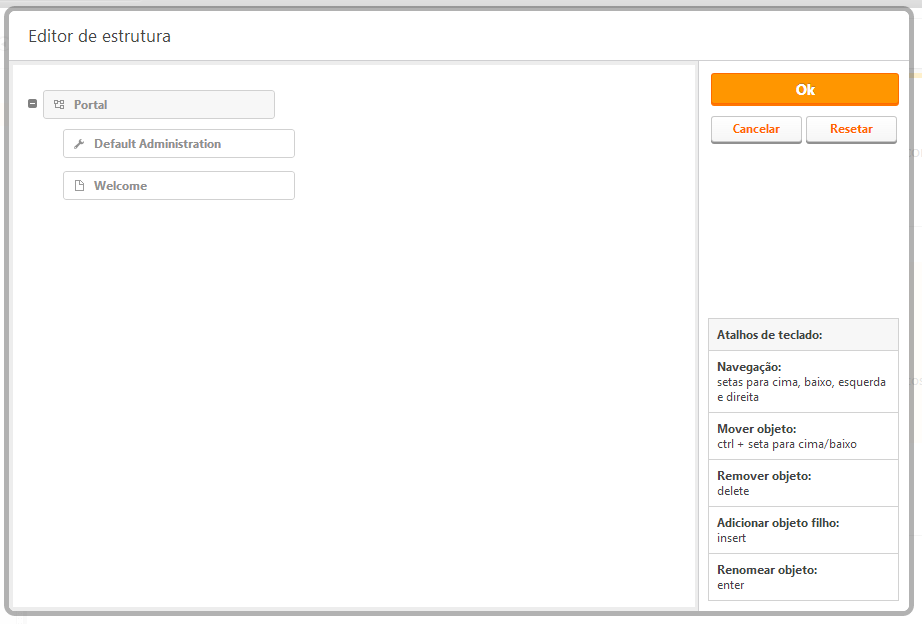 Editor de estrutura
Portal
Default Administration
Welcome
Ok
Cancelar
Resetar
Atalhos de teclado:
Navegação:
setas para cima, baixo, esquerda
e direita
Mover objeto:
ctrl + seta para cima/baixo
Remover objeto:
delete
Adicionar objeto filho:
insert
Renomear objeto:
enter